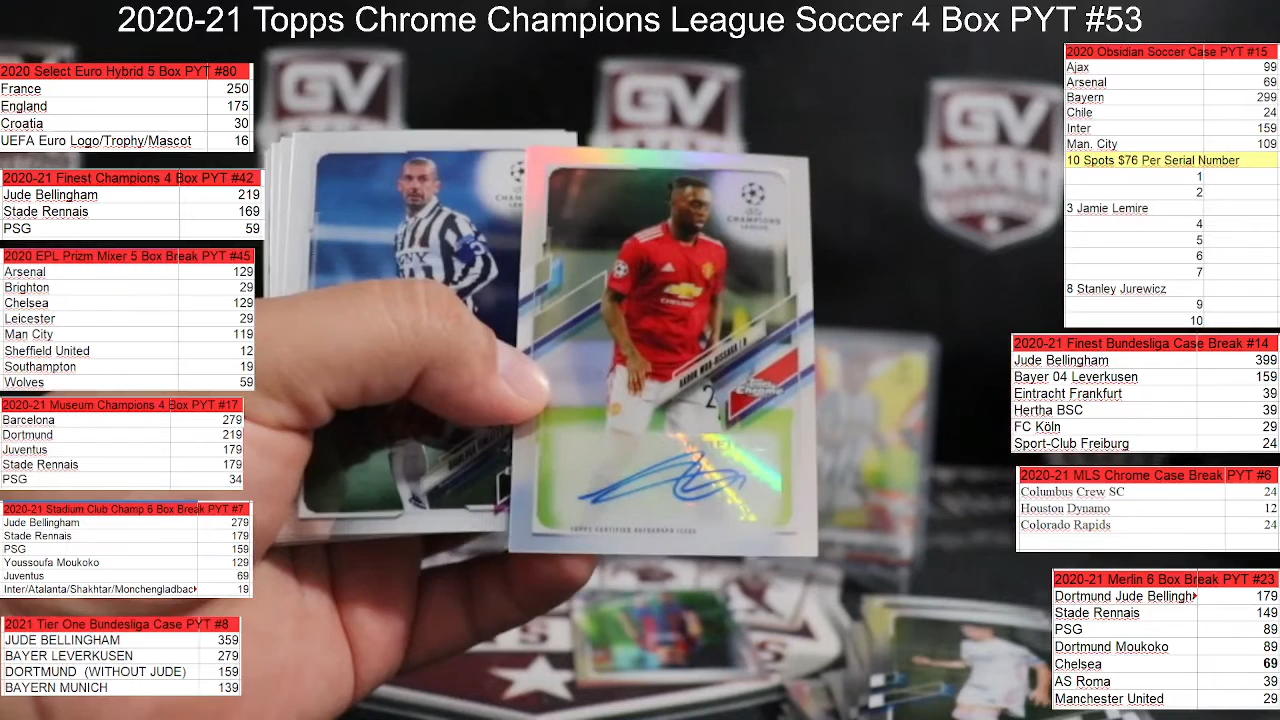 2020-21 Topps Chrome Champions League Soccer 4 Box PYT #53
2020 Select Euro Hybrid 5 Box PYT #80
France 250
England 175
Croatia 30
UEFA Euro Logo/Trophy/Mascot 16
2020-21 Finest Champions 4 Box PYT #42
Jude Bellingham 219
Stade Rennais 169
PSG 59
2020 EPL Prizm Mixer 5 Box Break PYT #45
Arsenal 129
Brighton 29
Chelsea 129
Leicester 29
Man City 119
Sheffield United 12
Southampton 19
Wolves 59
2020-21 Museum Champions 4 Box PYT #17
Barcelona 279
Dortmund 219
Juventus 179
Stade Rennais 179
PSG 34
2020-21 Stadium Club Champ 6 Box Break PYT #7
Jude Bellingham 279
Stade Rennais 179
PSG 159
Youssoufa Moukoko 129
Juventus 69
Inter/Atalanta/Shakhtar/Monchengladbac 19
2021 Tier One Bundesliga Case PYT #8
JUDE BELLINGHAM 359
BAYER LEVERKUSEN 279
DORTMUND (WITHOUT JUDE) 159
BAYERN MUNICH 139
GV
GV
CHAMPIONS
LEAGUE
CHEVROLET
AARON WAN-BISSAKA
Topps
Chrome
2
TOPPS CERTIFIED AUTOGRAPH ISSUE
2020 Obsidian Soccer Case PYT #15
Ajax 99
Arsenal 69
Bayern 299
Chile 24
Inter 159
Man. City 109
10 Spots $76 Per Serial Number
1
2
3 Jamie Lemire
4
5
6
7
8 Stanley Jurewicz
9
10
2020-21 Finest Bundesliga Case Break #14
Jude Bellingham 399
Bayer 04 Leverkusen 159
Eintracht Frankfurt 39
Hertha BSC 39
FC Köln 29
Sport-Club Freiburg 24
2020-21 MLS Chrome Case Break PYT #6
Columbus Crew SC 24
Houston Dynamo 12
Colorado Rapids 24
2020-21 Merlin 6 Box Break PYT #23
Dortmund Jude Bellingh 179
Stade Rennais 149
PSG 89
Dortmund Moukoko 89
Chelsea 69
AS Roma 39
Manchester United 29